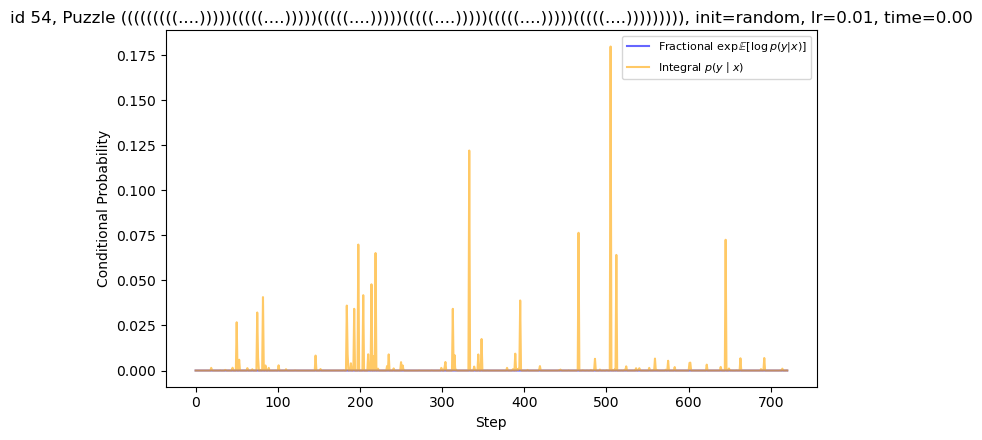 id 54, Puzzle (((((((((....)))))(((((....)))))(((((....)))))(((((....)))))(((((....)))))(((((....))))))))), init=random, lr=0.01, time=0.00
Fractional exp𝔼[log p(y|x)]
Integral p(y | x)
Conditional Probability
0.175
0.150
0.125
0.100
0.075
0.050
0.025
0.000
0 100 200 300 400 500 600 700
Step